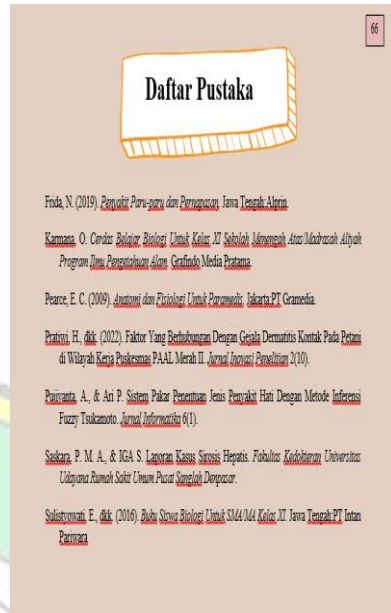 66
Daftar Pustaka
Frida, N. (2019). Penyakit Paru-paru dan Pernapasan. Jawa Tengah:Alprin.
Karmana, O. Cerdas Belajar Biologi Untuk Kelas XI Sekolah Menengah Atas/Madrasah Aliyah
Program Ilmu Pengetahuan Alam. Grafindo Media Pratama.
Pearce, E. C. (2009). Anatomi dan Fisiologi Untuk Paramedis. Jakarta:PT Gramedia.
Pratiwi, H., dkk. (2022). Faktor Yang Berhubungan Dengan Gejala Dermatitis Kontak Pada Petani
di Wilayah Kerja Puskesmas PAAL Merah II. Jurnal Inovasi Penelitian 2(10).
Pujiyanta, A., & Ari P. Sistem Pakar Penentuan Jenis Penyakit Hati Dengan Metode Inferensi
Fuzzy Tsukamoto. Jurnal Informatika 6(1).
Saskara, P. M. A., & IGA S. Laporan Kasus Sirosis Hepatis. Fakultas Kedokteran Universitas
Udayana Rumah Sakit Umum Pusat Sanglah Denpasar.
Sulistyowati, E., dkk. (2016). Buku Siswa Biologi Untuk SMA/MA Kelas XI. Jawa Tengah:PT Intan
Pariwara